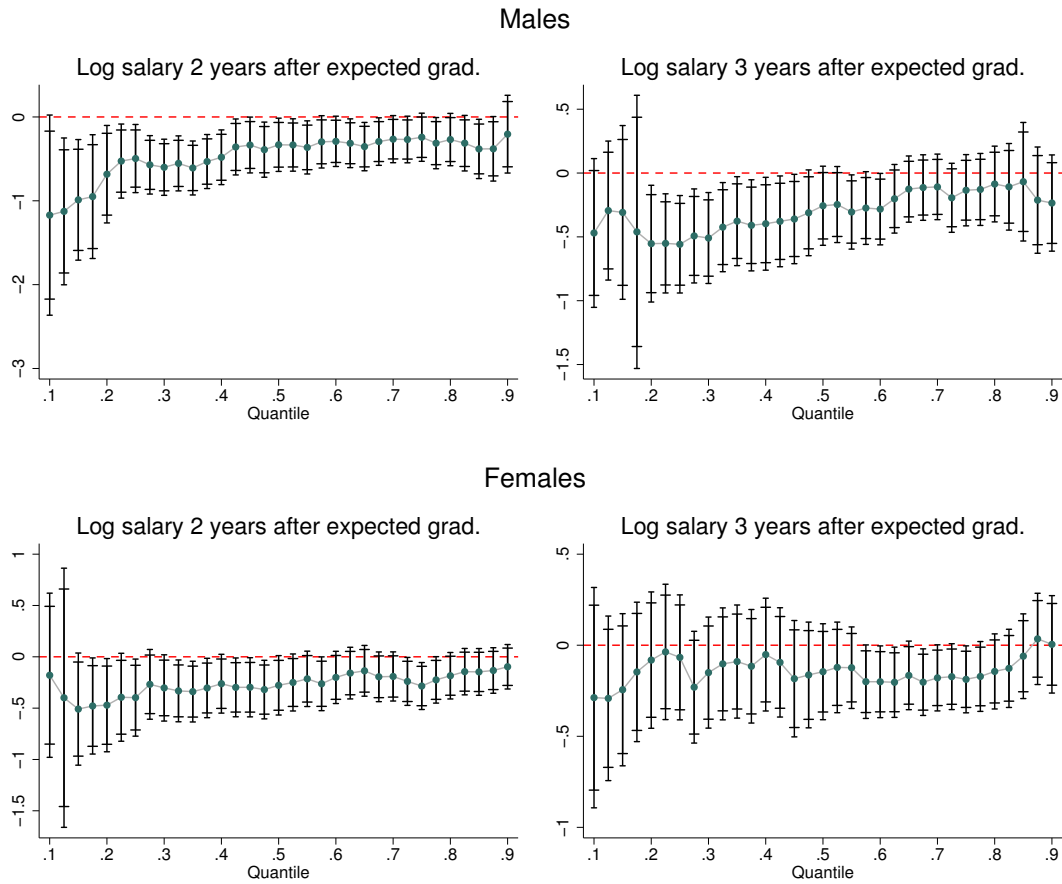 Males
Log salary 2 years after expected grad.
0
−1
−2
−3
.1 .2 .3 .4 .5 .6 .7 .8 .9
Quantile
Log salary 3 years after expected grad.
.5
0
−.5
−1
−1.5
.1 .2 .3 .4 .5 .6 .7 .8 .9
Quantile
Females
Log salary 2 years after expected grad.
1
.5
0
−.5
−1
−1.5
.1 .2 .3 .4 .5 .6 .7 .8 .9
Quantile
Log salary 3 years after expected grad.
.5
0
−.5
−1
.1 .2 .3 .4 .5 .6 .7 .8 .9
Quantile